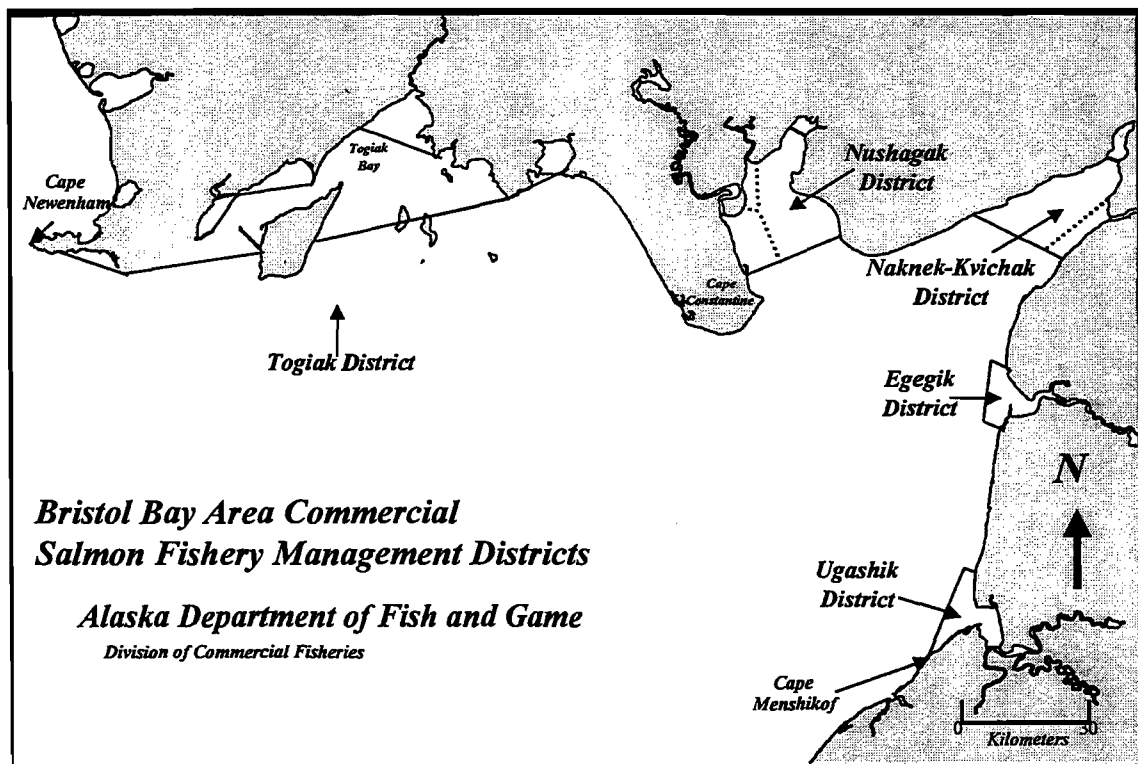 Togiak
Bay
Cape
Newenham
Nushagak
District
Naknek-Kvichak
District
Cape
Constantine
Togiak District
Egegik
District
N
Bristol Bay Area Commercial
Salmon Fishery Management Districts
Ugashik
District
Alaska Department of Fish and Game
Division of Commercial Fisheries
Cape
Menshikof
0 30
Kilometers